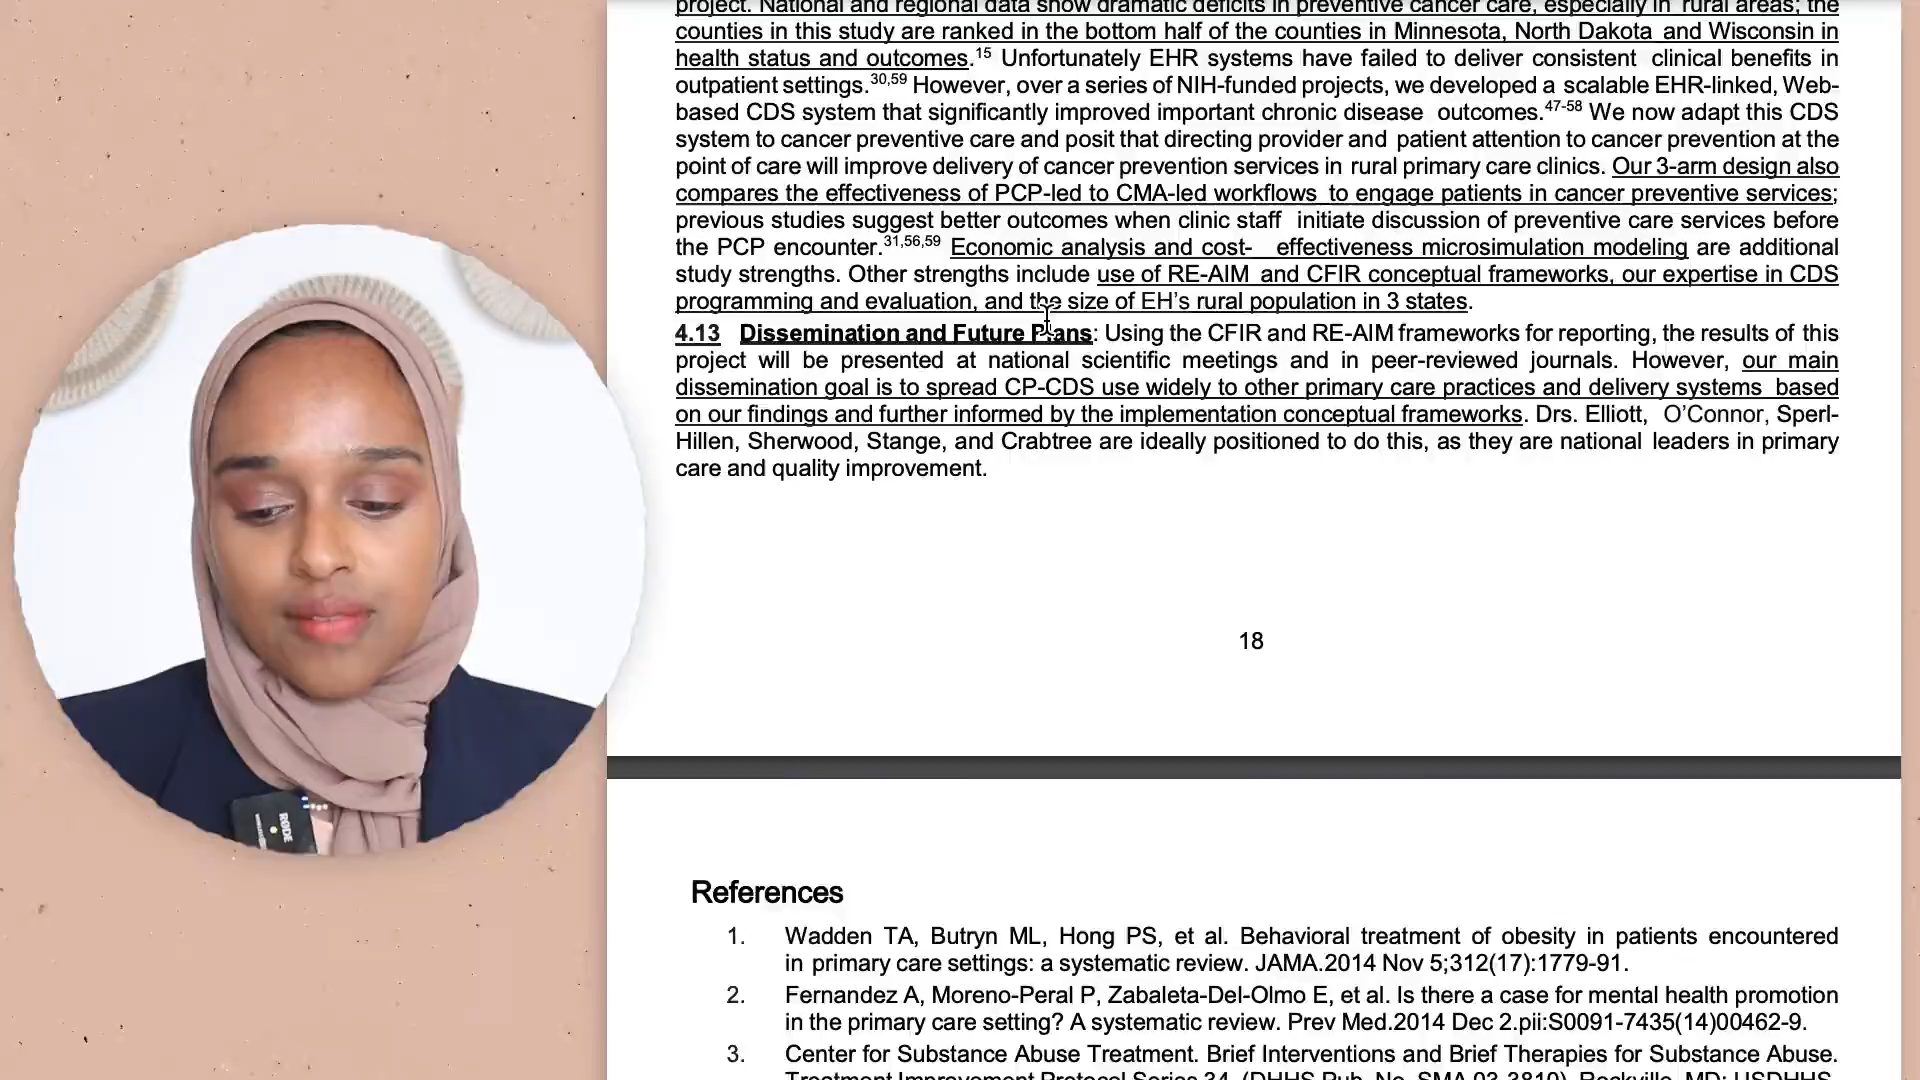 project. National and regional data show dramatic deficits in preventive cancer care, especially in rural areas; the
counties in this study are ranked in the bottom half of the counties in Minnesota, North Dakota and Wisconsin in
health status and outcomes.15 Unfortunately EHR systems have failed to deliver consistent clinical benefits in
outpatient settings.30,59 However, over a series of NIH-funded projects, we developed a scalable EHR-linked, Web-
based CDS system that significantly improved important chronic disease outcomes.47-58 We now adapt this CDS
system to cancer preventive care and posit that directing provider and patient attention to cancer prevention at the
point of care will improve delivery of cancer prevention services in rural primary care clinics. Our 3-arm design also
compares the effectiveness of PCP-led to CMA-led workflows to engage patients in cancer preventive services;
previous studies suggest better outcomes when clinic staff initiate discussion of preventive care services before
the PCP encounter.31,56,59 Economic analysis and cost- effectiveness microsimulation modeling are additional
study strengths. Other strengths include use of RE-AIM and CFIR conceptual frameworks, our expertise in CDS
programming and evaluation, and the size of EH's rural population in 3 states.
4.13 Dissemination and Future Plans: Using the CFIR and RE-AIM frameworks for reporting, the results of this
project will be presented at national scientific meetings and in peer-reviewed journals. However, our main
dissemination goal is to spread CP-CDS use widely to other primary care practices and delivery systems based
on our findings and further informed by the implementation conceptual frameworks. Drs. Elliott, O'Connor, Sperl-
Hillen, Sherwood, Stange, and Crabtree are ideally positioned to do this, as they are national leaders in primary
care and quality improvement.
18
References
1. Wadden TA, Butryn ML, Hong PS, et al. Behavioral treatment of obesity in patients encountered
in primary care settings: a systematic review. JAMA.2014 Nov 5;312(17):1779-91.
2. Fernandez A, Moreno-Peral P, Zabaleta-Del-Olmo E, et al. Is there a case for mental health promotion
in the primary care setting? A systematic review. Prev Med.2014 Dec 2.pii:S0091-7435(14)00462-9.
3. Center for Substance Abuse Treatment. Brief Interventions and Brief Therapies for Substance Abuse.
Treatment Improvement Protocol Series 34. (DHHS Pub. No. SMA 03-3810). Rockville, MD: USDHHS,
RØDE